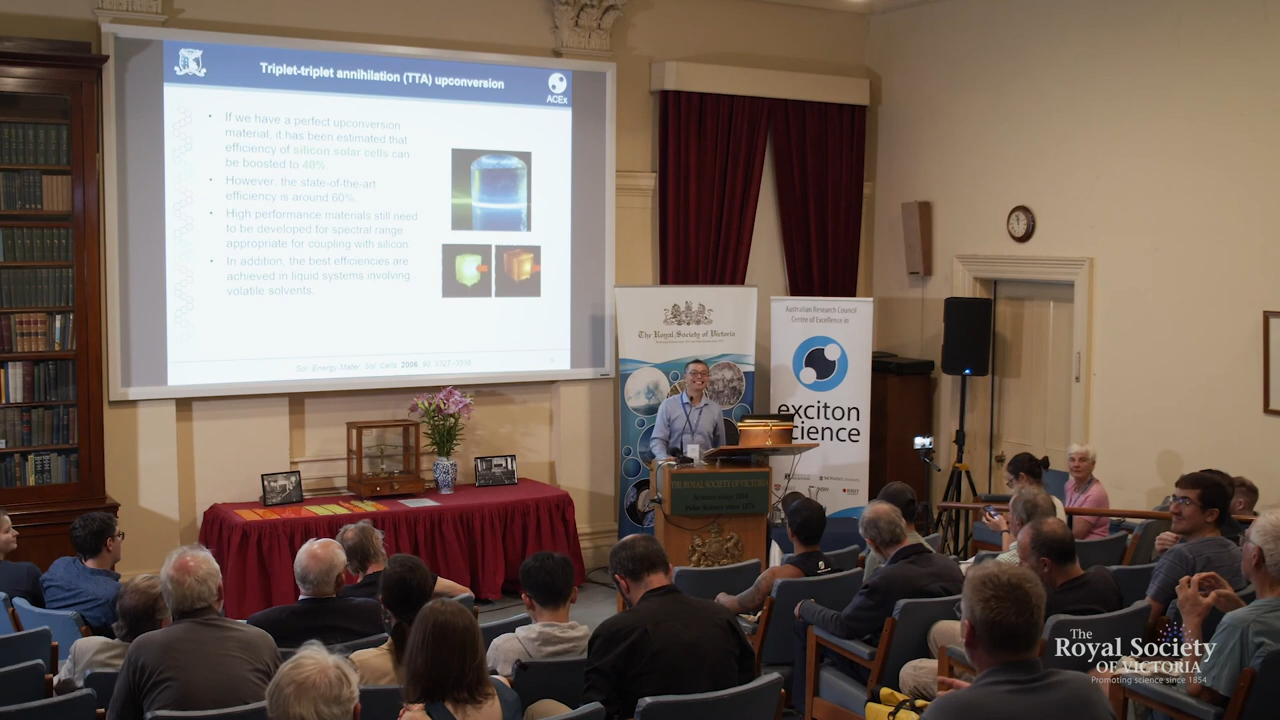 Triplet-triplet annihilation (TTA) upconversion
ACEx
• If we have a perfect upconversion
material, it has been estimated that
efficiency of silicon solar cells can
be boosted to 40%.
• However, the state-of-the-art
efficiency is around 60%.
• High performance materials still need
to be developed for spectral range
appropriate for coupling with silicon.
• In addition, the best efficiencies are
achieved in liquid systems involving
volatile solvents.
Sol. Energy Mater. Sol. Cells, 2006, 90, 3327–3338
The Royal Society of Victoria
Australian Research Council
Centre of Excellence in
exciton
science
THE ROYAL SOCIETY OF VICTORIA
The
Royal Society
OF VICTORIA
Promoting science since 1854